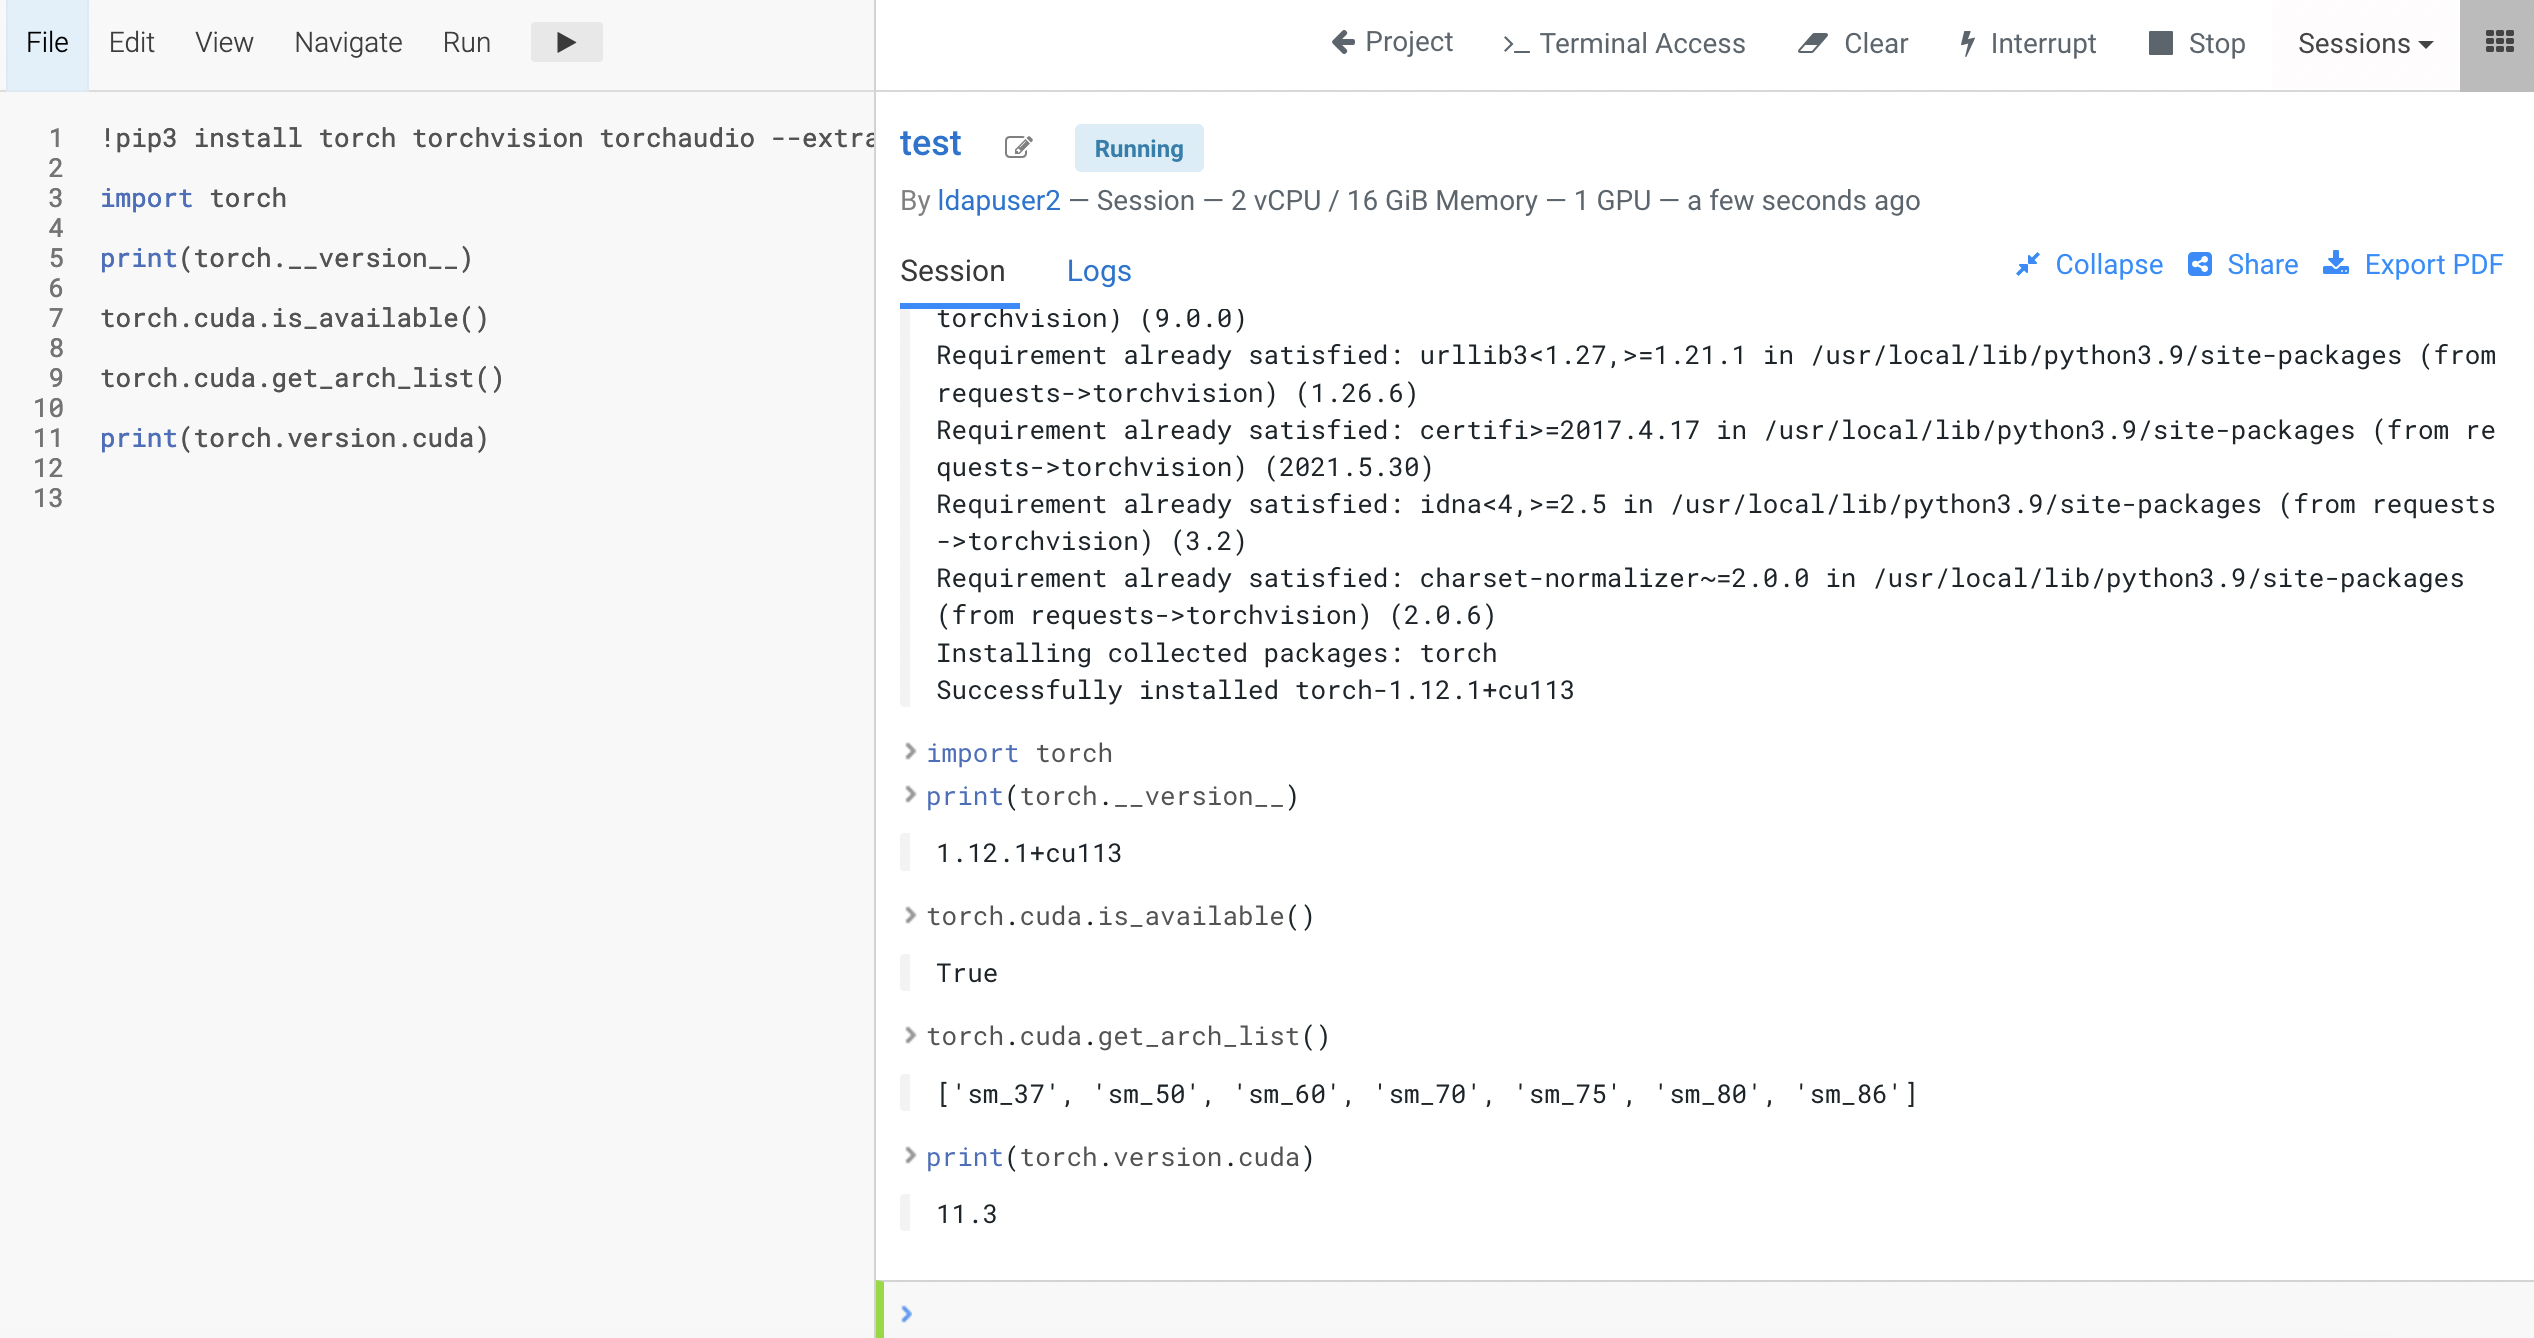 File Edit View Navigate Run
Project Terminal Access Clear Interrupt Stop Sessions
1 !pip3 install torch torchvision torchaudio --extra
2
3 import torch
4
5 print(torch.__version__)
6
7 torch.cuda.is_available()
8
9 torch.cuda.get_arch_list()
10
11 print(torch.version.cuda)
12
13
test Running
By ldapuser2 — Session — 2 vCPU / 16 GiB Memory — 1 GPU — a few seconds ago
Session Logs Collapse Share Export PDF
torchvision) (9.0.0)
Requirement already satisfied: urllib3<1.27,>=1.21.1 in /usr/local/lib/python3.9/site-packages (from
requests->torchvision) (1.26.6)
Requirement already satisfied: certifi>=2017.4.17 in /usr/local/lib/python3.9/site-packages (from re
quests->torchvision) (2021.5.30)
Requirement already satisfied: idna<4,>=2.5 in /usr/local/lib/python3.9/site-packages (from requests
->torchvision) (3.2)
Requirement already satisfied: charset-normalizer~=2.0.0 in /usr/local/lib/python3.9/site-packages
(from requests->torchvision) (2.0.6)
Installing collected packages: torch
Successfully installed torch-1.12.1+cu113
import torch
print(torch.__version__)
1.12.1+cu113
torch.cuda.is_available()
True
torch.cuda.get_arch_list()
['sm_37', 'sm_50', 'sm_60', 'sm_70', 'sm_75', 'sm_80', 'sm_86']
print(torch.version.cuda)
11.3